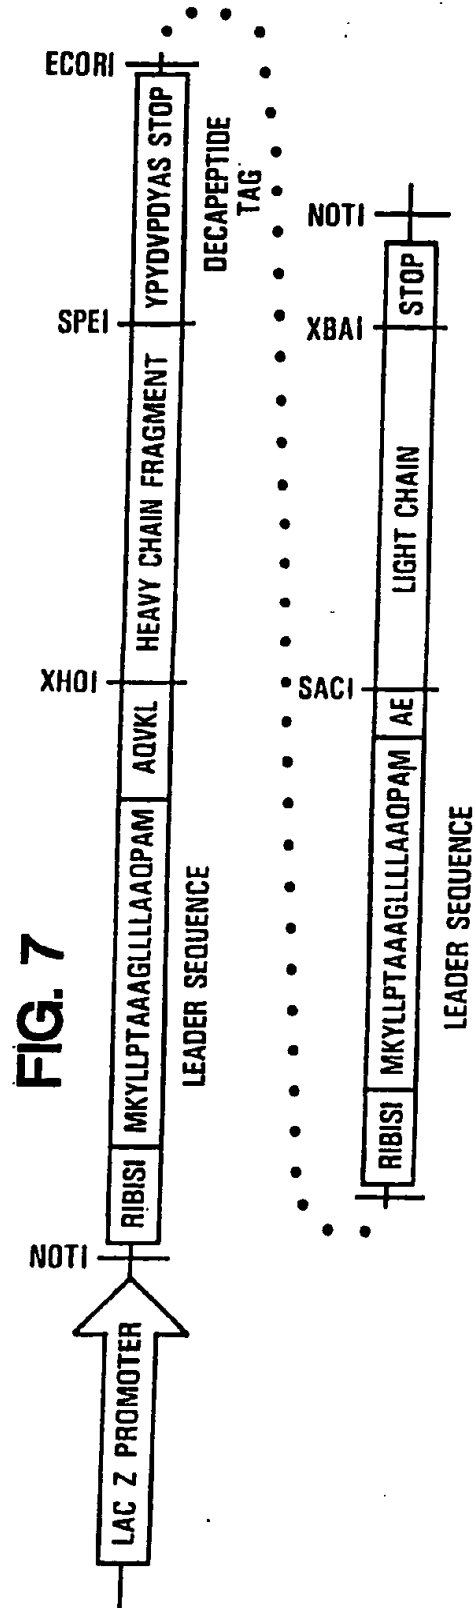 FIG. 7
LAC Z PROMOTER
NOTI
RIBISI
MKYLLPTAAAGLLLLAAQPAM
LEADER SEQUENCE
AQVKL
XHOI
HEAVY CHAIN FRAGMENT
SPEI
YPYDVPDYAS STOP
DECAPEPTIDE
TAG
ECORI
RIBISI
MKYLLPTAAAGLLLLAAQPAM
LEADER SEQUENCE
AE
SACI
LIGHT CHAIN
XBAI
STOP
NOTI